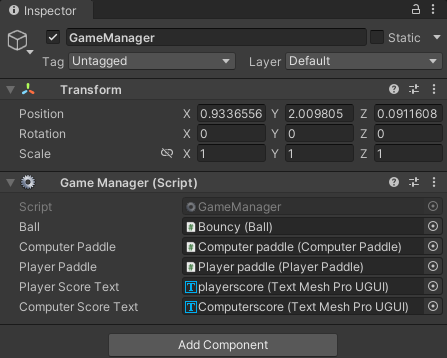 Inspector
GameManager Static
Tag Untagged Layer Default
Transform
Position X 0.9336556 Y 2.009805 Z 0.0911608
Rotation X 0 Y 0 Z 0
Scale X 1 Y 1 Z 1
Game Manager (Script)
Script GameManager
Ball Bouncy (Ball)
Computer Paddle Computer paddle (Computer Paddle)
Player Paddle Player paddle (Player Paddle)
Player Score Text playerscore (Text Mesh Pro UGUI)
Computer Score Text Computerscore (Text Mesh Pro UGUI)
Add Component